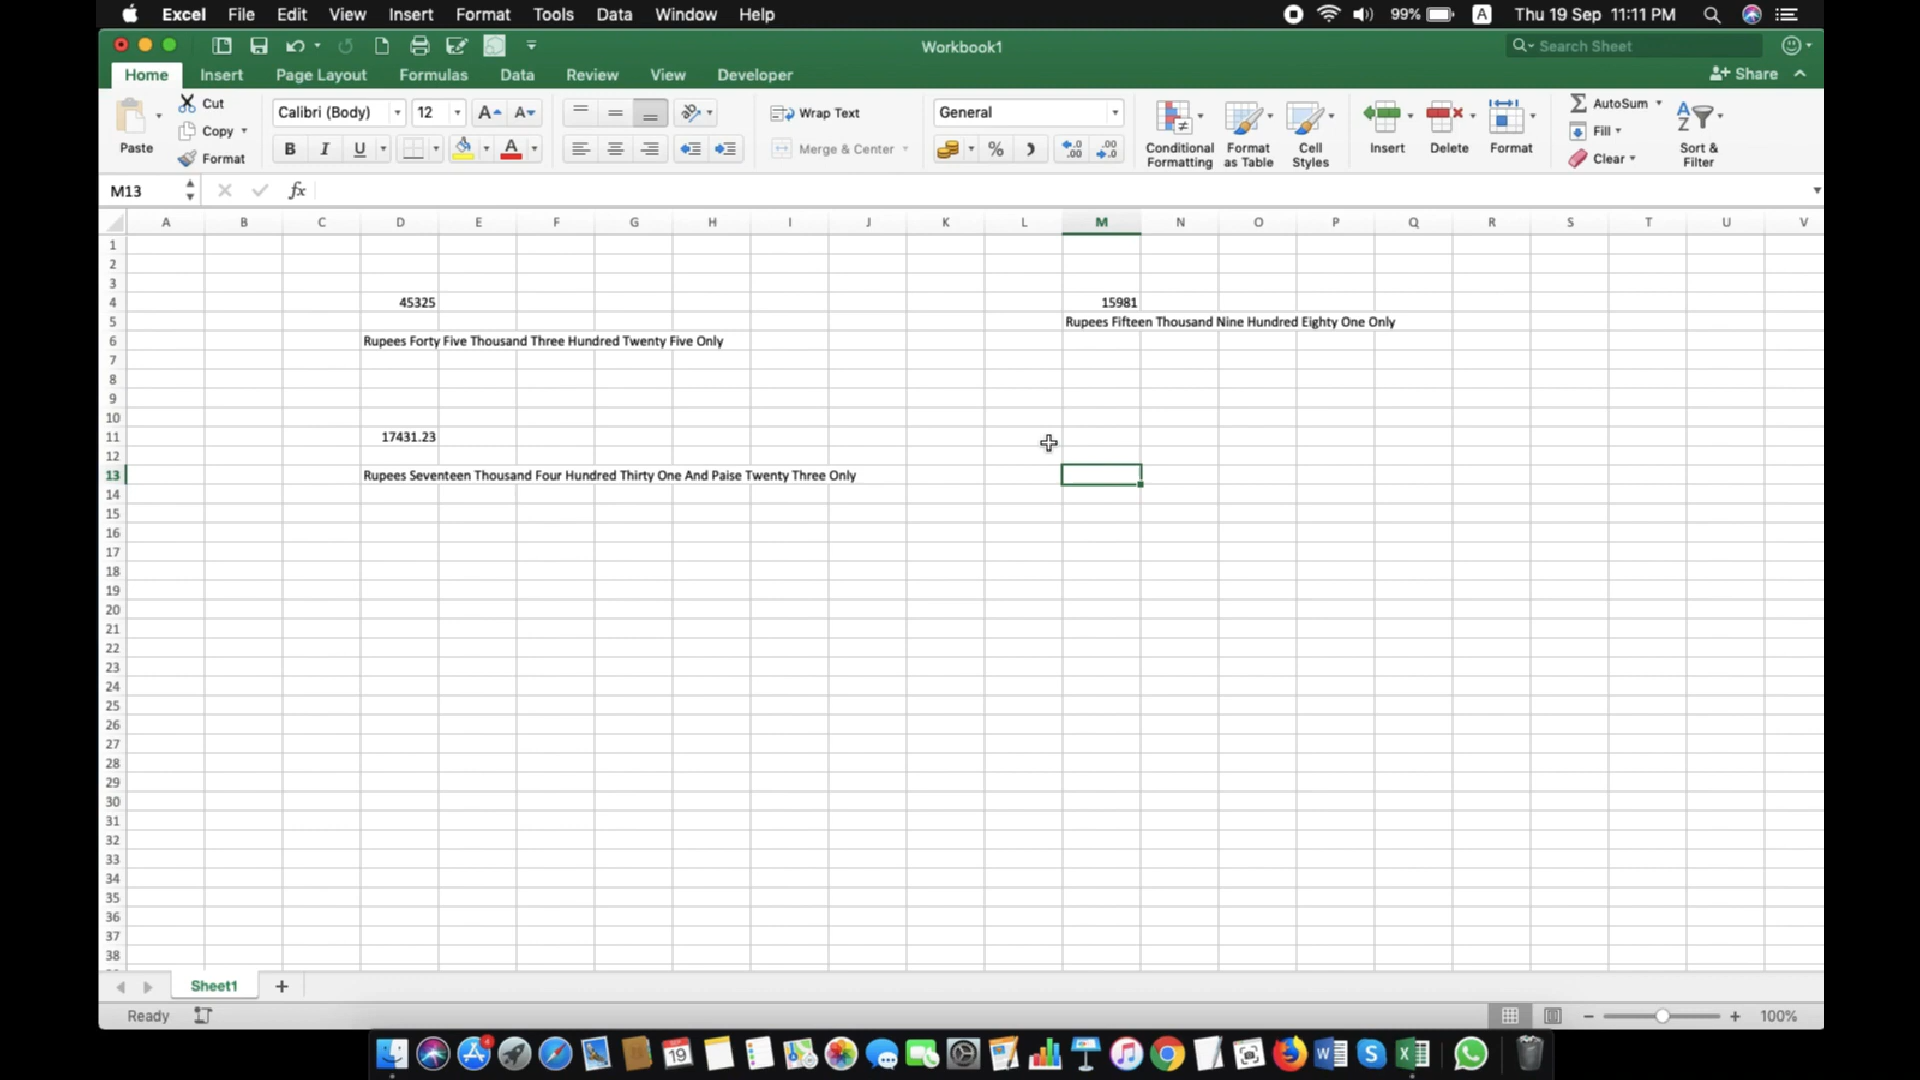 Excel File Edit View Insert Format Tools Data Window Help 99% A Thu 19 Sep 11:11 PM
Workbook1 Search Sheet
Home Insert Page Layout Formulas Data Review View Developer Share
Cut Calibri (Body) 12 Wrap Text General AutoSum
Copy Fill
Paste Format B I U A Merge & Center % Conditional Formatting Format as Table Cell Styles Insert Delete Format Clear Sort & Filter
M13 fx
A B C D E F G H I J K L M N O P Q R S T U V
1
2
3
4 45325 15981
5 Rupees Fifteen Thousand Nine Hundred Eighty One Only
6 Rupees Forty Five Thousand Three Hundred Twenty Five Only
7
8
9
10
11 17431.23
12
13 Rupees Seventeen Thousand Four Hundred Thirty One And Paise Twenty Three Only
14
15
16
17
18
19
20
21
22
23
24
25
26
27
28
29
30
31
32
33
34
35
36
37
38
Sheet1 +
Ready 100%
19